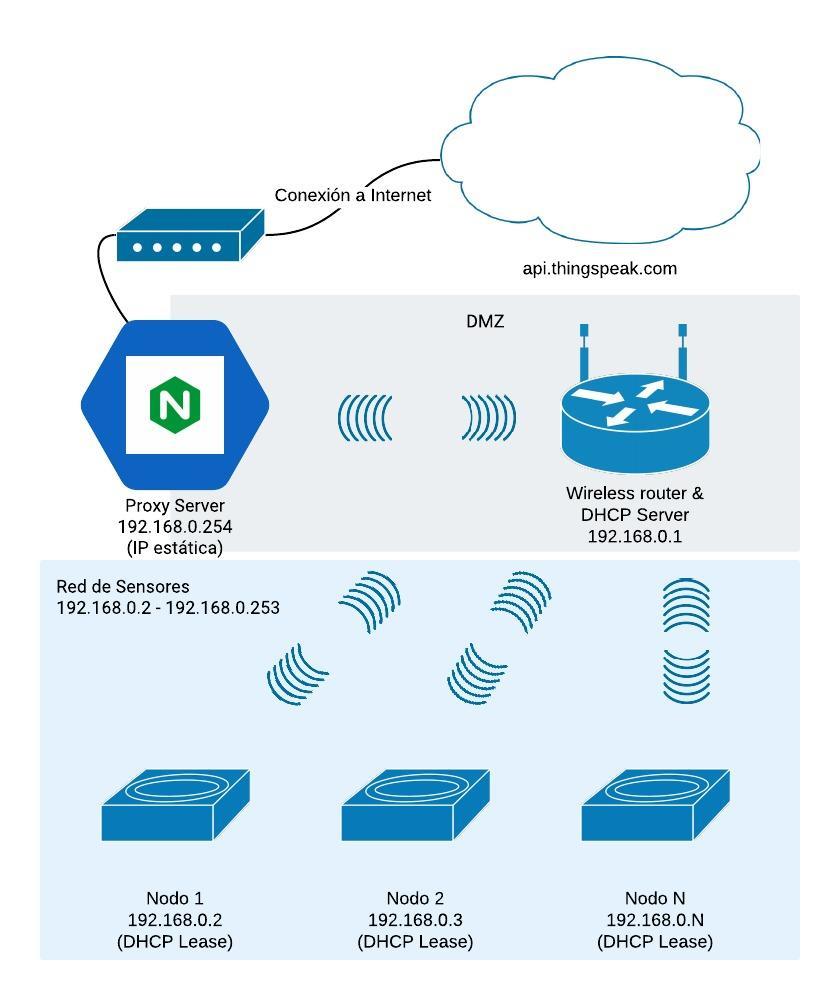 Conexión a Internet
api.thingspeak.com
DMZ
N
Proxy Server
192.168.0.254
(IP estática)
Wireless router &
DHCP Server
192.168.0.1
Red de Sensores
192.168.0.2 - 192.168.0.253
Nodo 1
192.168.0.2
(DHCP Lease)
Nodo 2
192.168.0.3
(DHCP Lease)
Nodo N
192.168.0.N
(DHCP Lease)